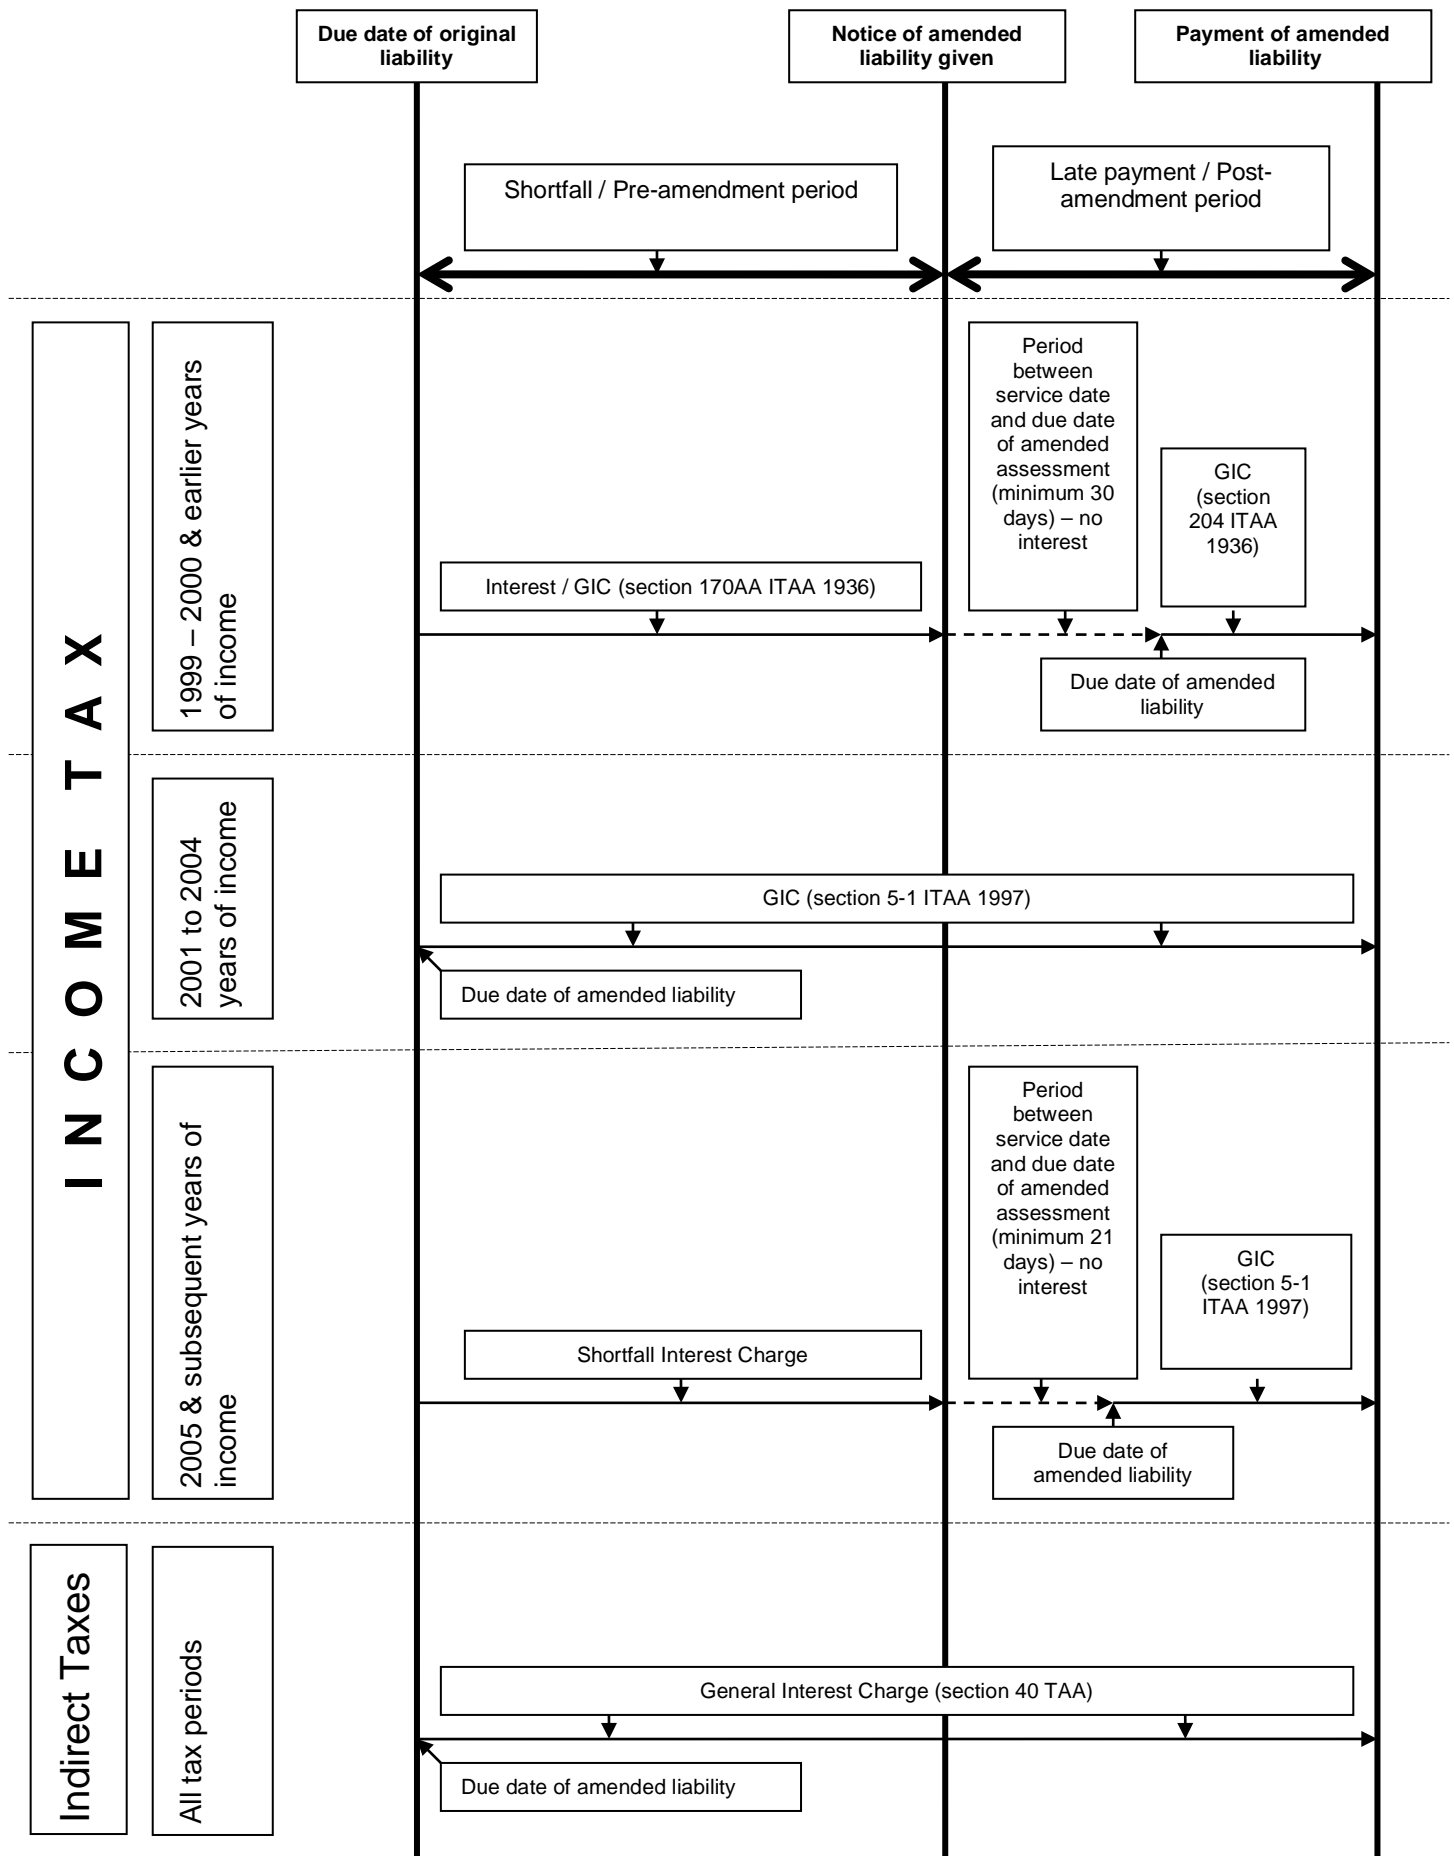 Due date of original
liability
Notice of amended
liability given
Payment of amended
liability
Shortfall / Pre-amendment period
Late payment / Post-
amendment period
INCOME TAX
1999 – 2000 & earlier years
of income
Period
between
service date
and due date
of amended
assessment
(minimum 30
days) – no
interest
GIC
(section
204 ITAA
1936)
Interest / GIC (section 170AA ITAA 1936)
Due date of amended
liability
2001 to 2004
years of income
GIC (section 5-1 ITAA 1997)
Due date of amended liability
2005 & subsequent years of
income
Period
between
service date
and due date
of amended
assessment
(minimum 21
days) – no
interest
GIC
(section 5-1
ITAA 1997)
Shortfall Interest Charge
Due date of
amended liability
Indirect Taxes
All tax periods
General Interest Charge (section 40 TAA)
Due date of amended liability